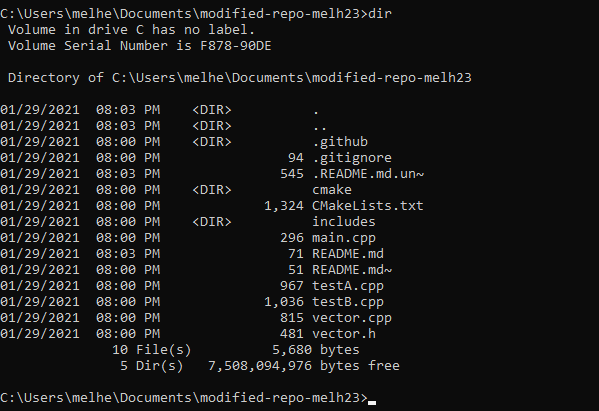 C:\Users\melhe\Documents\modified-repo-melh23>dir
 Volume in drive C has no label.
 Volume Serial Number is F878-90DE

 Directory of C:\Users\melhe\Documents\modified-repo-melh23

01/29/2021  08:03 PM    <DIR>          .
01/29/2021  08:03 PM    <DIR>          ..
01/29/2021  08:00 PM    <DIR>          .github
01/29/2021  08:00 PM                94 .gitignore
01/29/2021  08:03 PM               545 .README.md.un~
01/29/2021  08:00 PM    <DIR>          cmake
01/29/2021  08:00 PM             1,324 CMakeLists.txt
01/29/2021  08:00 PM    <DIR>          includes
01/29/2021  08:00 PM               296 main.cpp
01/29/2021  08:03 PM                71 README.md
01/29/2021  08:00 PM                51 README.md~
01/29/2021  08:00 PM               967 testA.cpp
01/29/2021  08:00 PM             1,036 testB.cpp
01/29/2021  08:00 PM               815 vector.cpp
01/29/2021  08:00 PM               481 vector.h
              10 File(s)          5,680 bytes
               5 Dir(s)   7,508,094,976 bytes free

C:\Users\melhe\Documents\modified-repo-melh23>